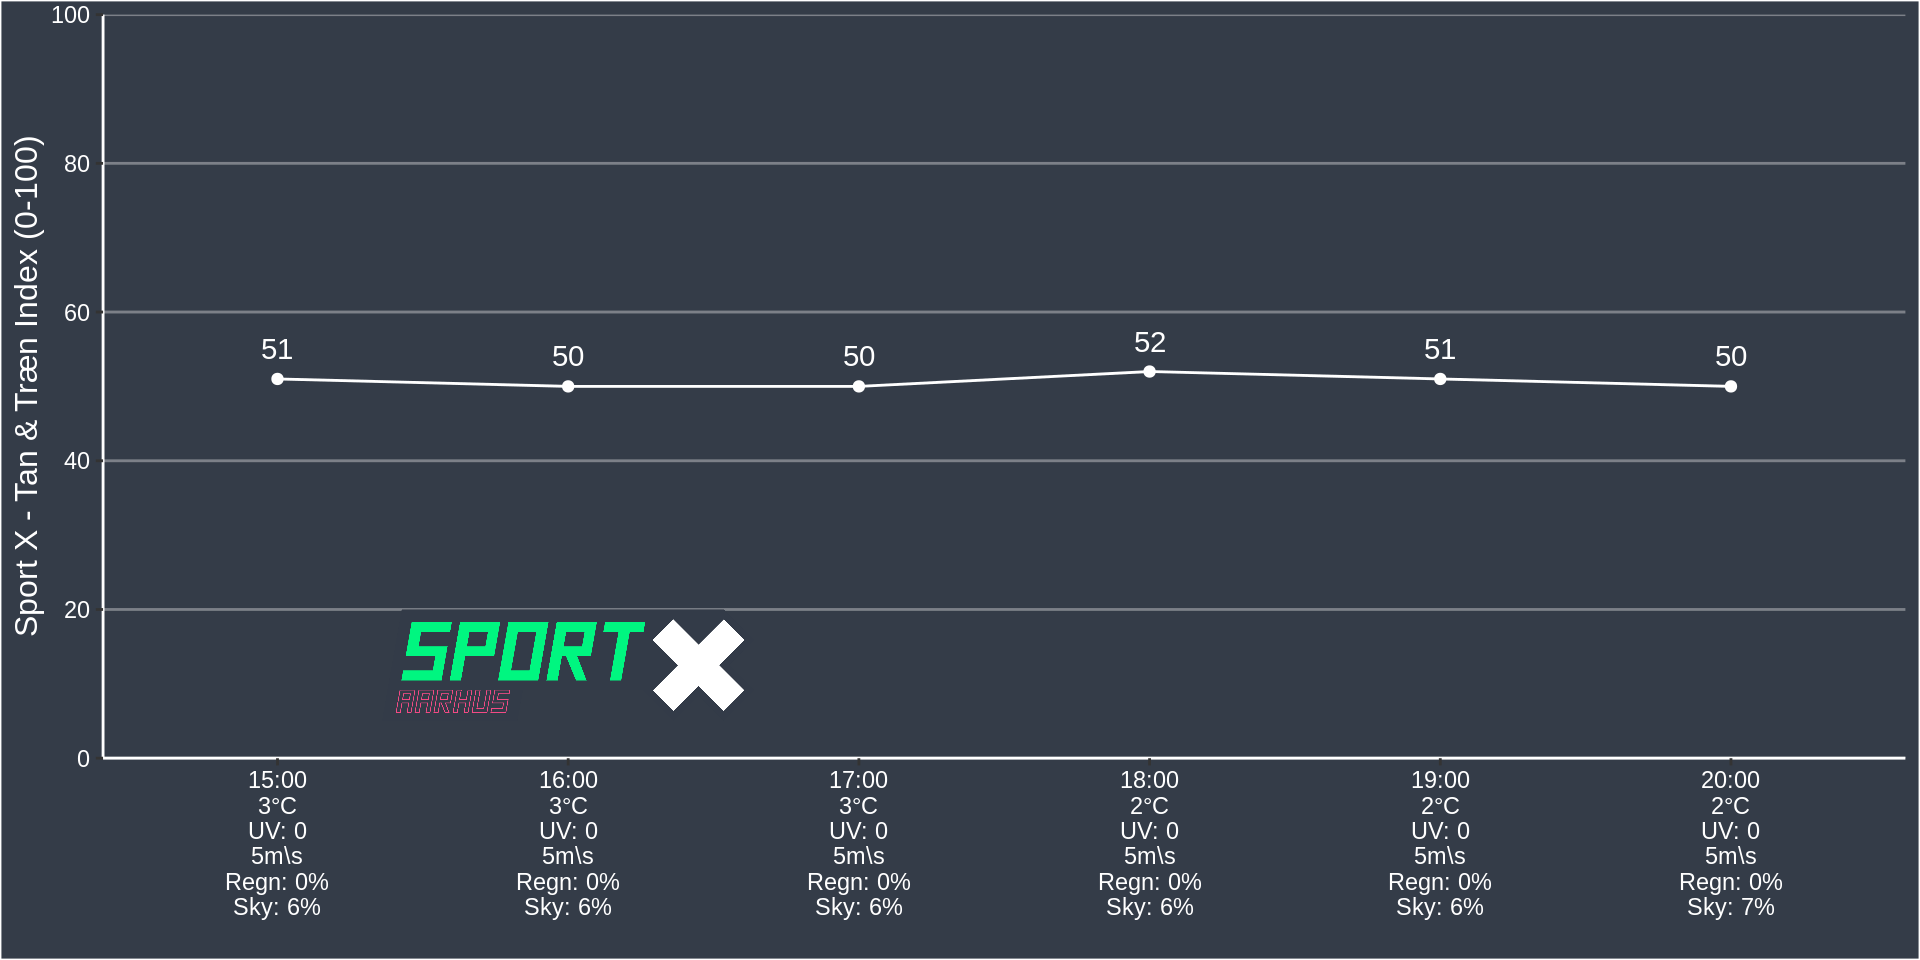 Sport X - Tan & Træn Index (0-100)
100
80
60
40
20
0
51
50
50
52
51
50
SPORT X
AARHUS
15:00
3°C
UV: 0
5m\s
Regn: 0%
Sky: 6%
16:00
3°C
UV: 0
5m\s
Regn: 0%
Sky: 6%
17:00
3°C
UV: 0
5m\s
Regn: 0%
Sky: 6%
18:00
2°C
UV: 0
5m\s
Regn: 0%
Sky: 6%
19:00
2°C
UV: 0
5m\s
Regn: 0%
Sky: 6%
20:00
2°C
UV: 0
5m\s
Regn: 0%
Sky: 7%